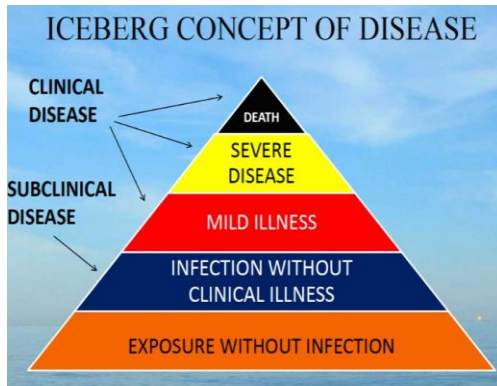 ICEBERG CONCEPT OF DISEASE
CLINICAL
DISEASE
DEATH
SEVERE
DISEASE
SUBCLINICAL
DISEASE
MILD ILLNESS
INFECTION WITHOUT
CLINICAL ILLNESS
EXPOSURE WITHOUT INFECTION